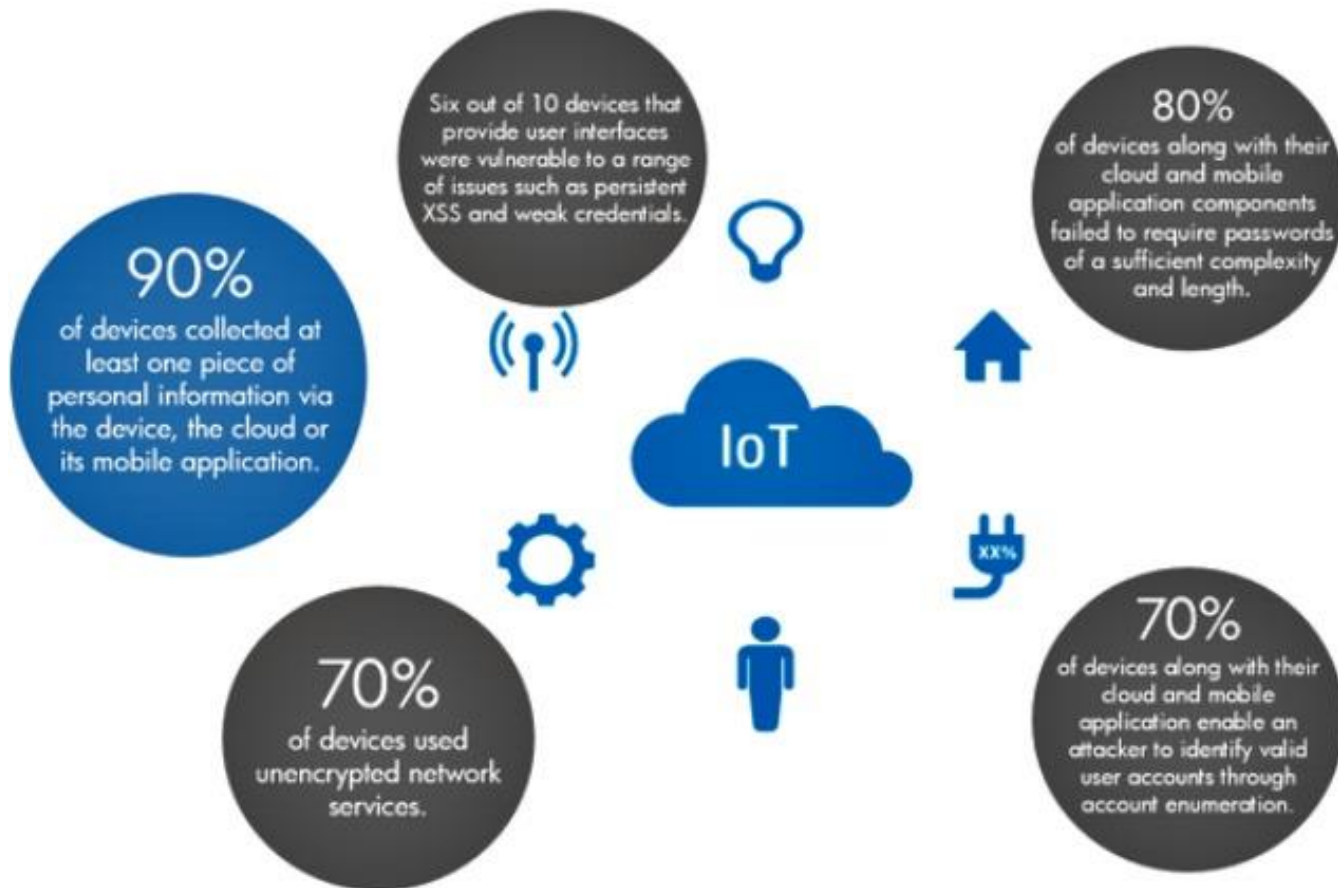 Six out of 10 devices that
provide user interfaces
were vulnerable to a range
of issues such as persistent
XSS and weak credentials.
80%
of devices along with their
cloud and mobile
application components
failed to require passwords
of a sufficient complexity
and length.
90%
of devices collected at
least one piece of
personal information via
the device, the cloud or
its mobile application.
IoT
XX%
70%
of devices used
unencrypted network
services.
70%
of devices along with their
cloud and mobile
application enable an
attacker to identify valid
user accounts through
account enumeration.